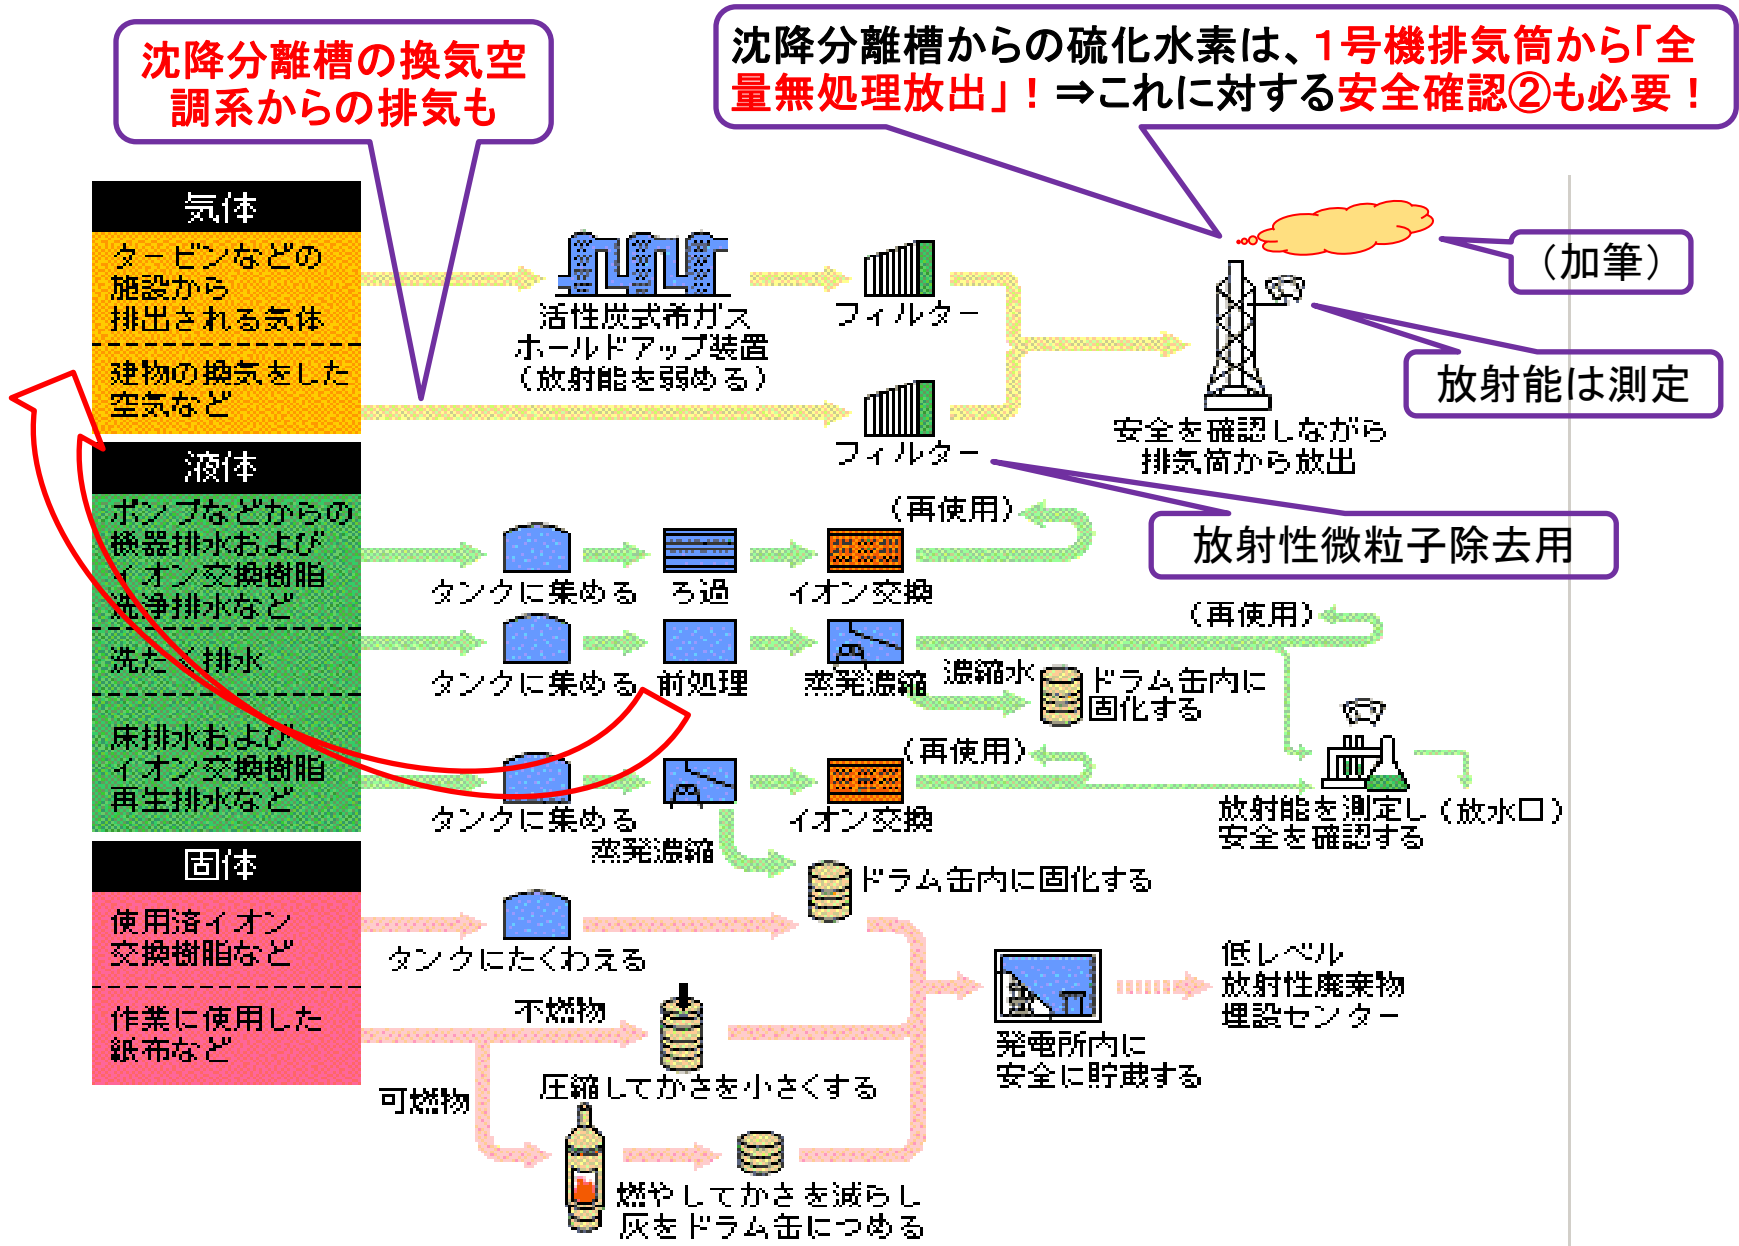 沈降分離槽の換気空
調系からの排気も
沈降分離槽からの硫化水素は、１号機排気筒から「全
量無処理放出」！⇒これに対する安全確認②も必要！
気体
タービンなどの
施設から
排出される気体
建物の換気をした
空気など
活性炭式希ガス
ホールドアップ装置
（放射能を弱める）
フィルター
フィルター
（加筆）
放射能は測定
安全を確認しながら
排気筒から放出
放射性微粒子除去用
液体
ポンプなどからの
機器排水および
イオン交換樹脂
洗浄排水など
タンクに集める
ろ過
イオン交換
（再使用）
洗たく排水
タンクに集める
前処理
蒸発濃縮
（再使用）
濃縮水
ドラム缶内に
固化する
床排水および
イオン交換樹脂
再生排水など
タンクに集める
蒸発濃縮
イオン交換
（再使用）
ドラム缶内に固化する
放射能を測定し
安全を確認する
（放水口）
固体
使用済イオン
交換樹脂など
タンクにたくわえる
作業に使用した
紙布など
不燃物
圧縮してかさを小さくする
可燃物
燃やしてかさを減らし
灰をドラム缶につめる
発電所内に
安全に貯蔵する
低レベル
放射性廃棄物
埋設センター